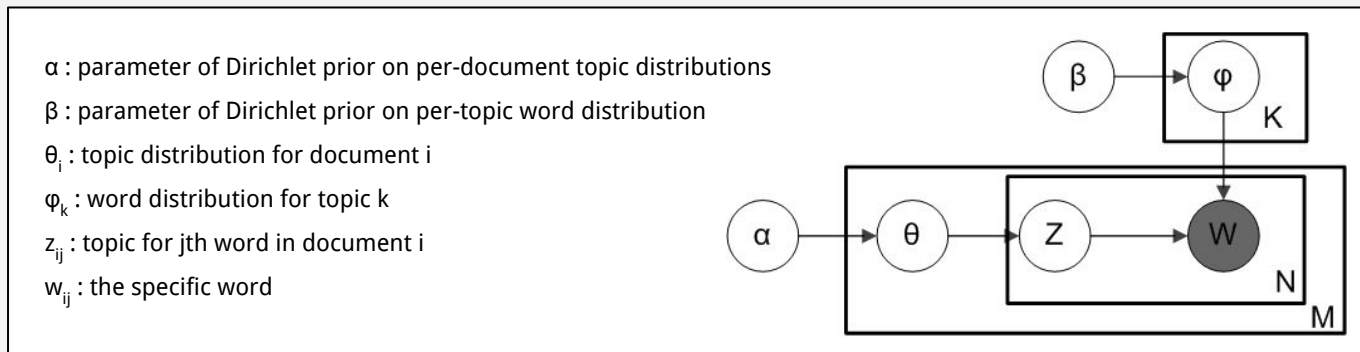 α : parameter of Dirichlet prior on per-document topic distributions
β : parameter of Dirichlet prior on per-topic word distribution
θᵢ : topic distribution for document i
φₖ : word distribution for topic k
zᵢⱼ : topic for jth word in document i
wᵢⱼ : the specific word
β φ
K
α θ Z W
N
M